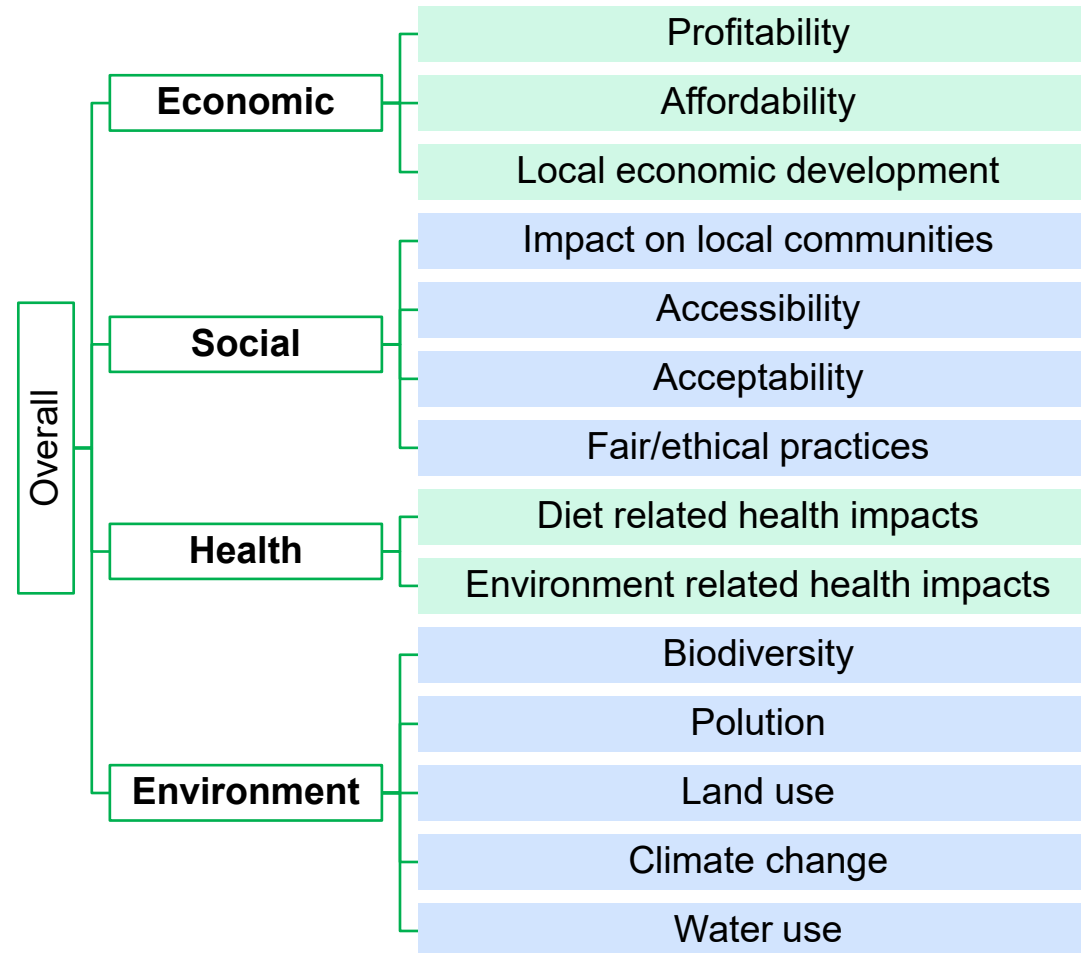 Overall
Economic
Profitability
Affordability
Local economic development
Social
Impact on local communities
Accessibility
Acceptability
Fair/ethical practices
Health
Diet related health impacts
Environment related health impacts
Environment
Biodiversity
Polution
Land use
Climate change
Water use